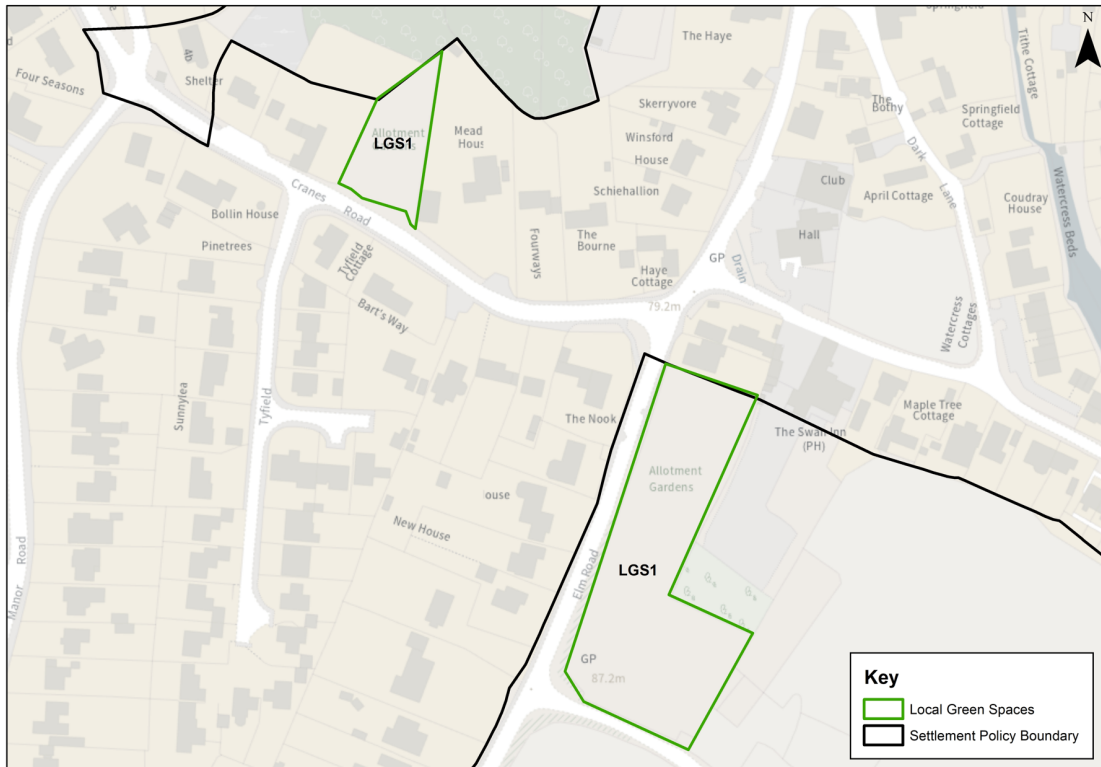 N
Springfield
The Haye
Tithe Cottage
4b
Four Seasons
Shelter
Skerryvore
The
Bothy
Springfield
Cottage
Allotment
LGS1
Mead
Winsford
House
Dark
Lane
Watercress Beds
Cranes Road
Schiehallion
Club
April Cottage
Coudray
House
Bollin House
Pinetrees
Tyfield
Cottage
Fourways
The
Bourne
Hall
GP
Drain
Haye
Cottage
79.2m
Bart's Way
Watercress
Cottages
Sunnylea
Tyfield
The Nook
Maple Tree
Cottage
The Swan Inn
(PH)
Allotment
Gardens
ouse
New House
Manor Road
Elm Road
LGS1
GP
87.2m
Key
Local Green Spaces
Settlement Policy Boundary